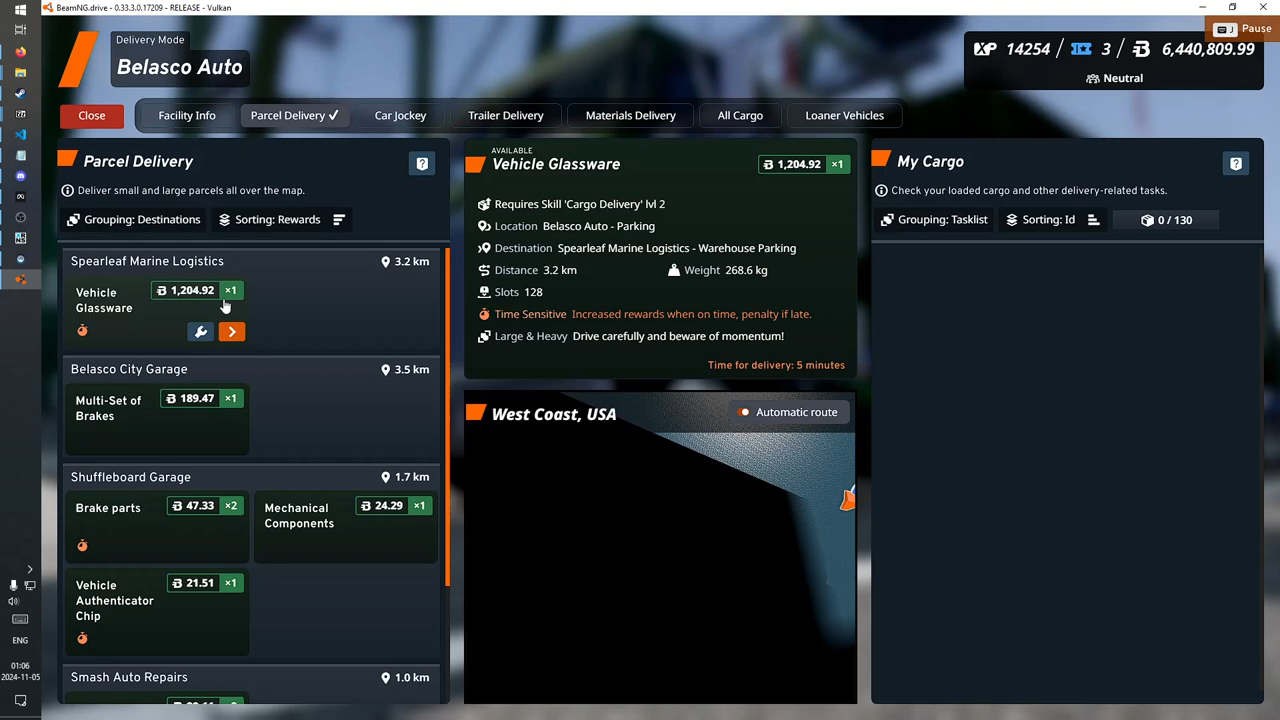 BeamNG.drive - 0.33.3.0.17209 - RELEASE - Vulkan
Pause
Delivery Mode
Belasco Auto
XP 14254 / 3 / 6,440,809.99
Neutral
Close
Facility Info
Parcel Delivery ✓
Car Jockey
Trailer Delivery
Materials Delivery
All Cargo
Loaner Vehicles
Parcel Delivery
Deliver small and large parcels all over the map.
Grouping: Destinations
Sorting: Rewards
Spearleaf Marine Logistics
3.2 km
Vehicle
Glassware
1,204.92 ×1
Belasco City Garage
3.5 km
Multi-Set of
Brakes
189.47 ×1
Shuffleboard Garage
1.7 km
Brake parts
47.33 ×2
Mechanical
Components
24.29 ×1
Vehicle
Authenticator
Chip
21.51 ×1
Smash Auto Repairs
1.0 km
AVAILABLE
Vehicle Glassware
1,204.92 ×1
Requires Skill 'Cargo Delivery' lvl 2
Location Belasco Auto - Parking
Destination Spearleaf Marine Logistics - Warehouse Parking
Distance 3.2 km
Weight 268.6 kg
Slots 128
Time Sensitive Increased rewards when on time, penalty if late.
Large & Heavy Drive carefully and beware of momentum!
Time for delivery: 5 minutes
West Coast, USA
Automatic route
My Cargo
Check your loaded cargo and other delivery-related tasks.
Grouping: Tasklist
Sorting: Id
0 / 130
ENG
01:06
2024-11-05